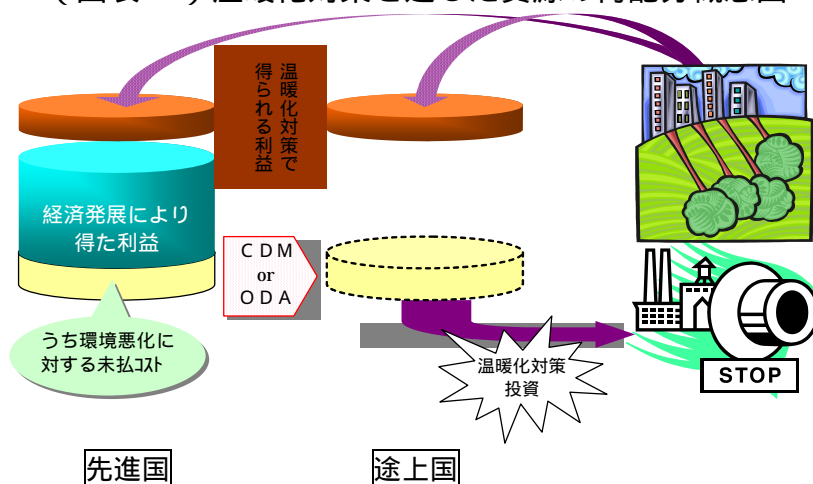 温暖化対策で
得られる利益
経済発展により
得た利益
ＣＤＭ
or
ＯＤＡ
うち環境悪化に
対する未払ｺｽﾄ
温暖化対策
投資
STOP
先進国
途上国